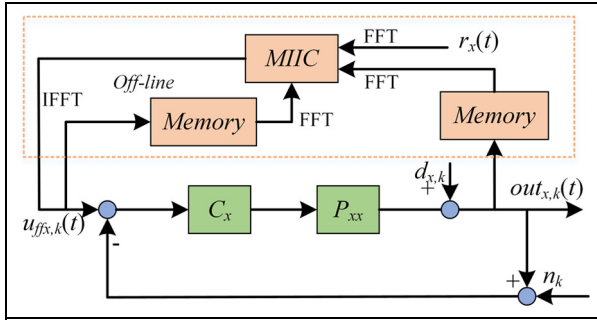 FFT
r_x(t)
MIIC
FFT
Off-line
IFFT
Memory
FFT
Memory
d_{x,k}
+
out_{x,k}(t)
C_x
P_{xx}
u_{ffx,k}(t)
-
+
n_k